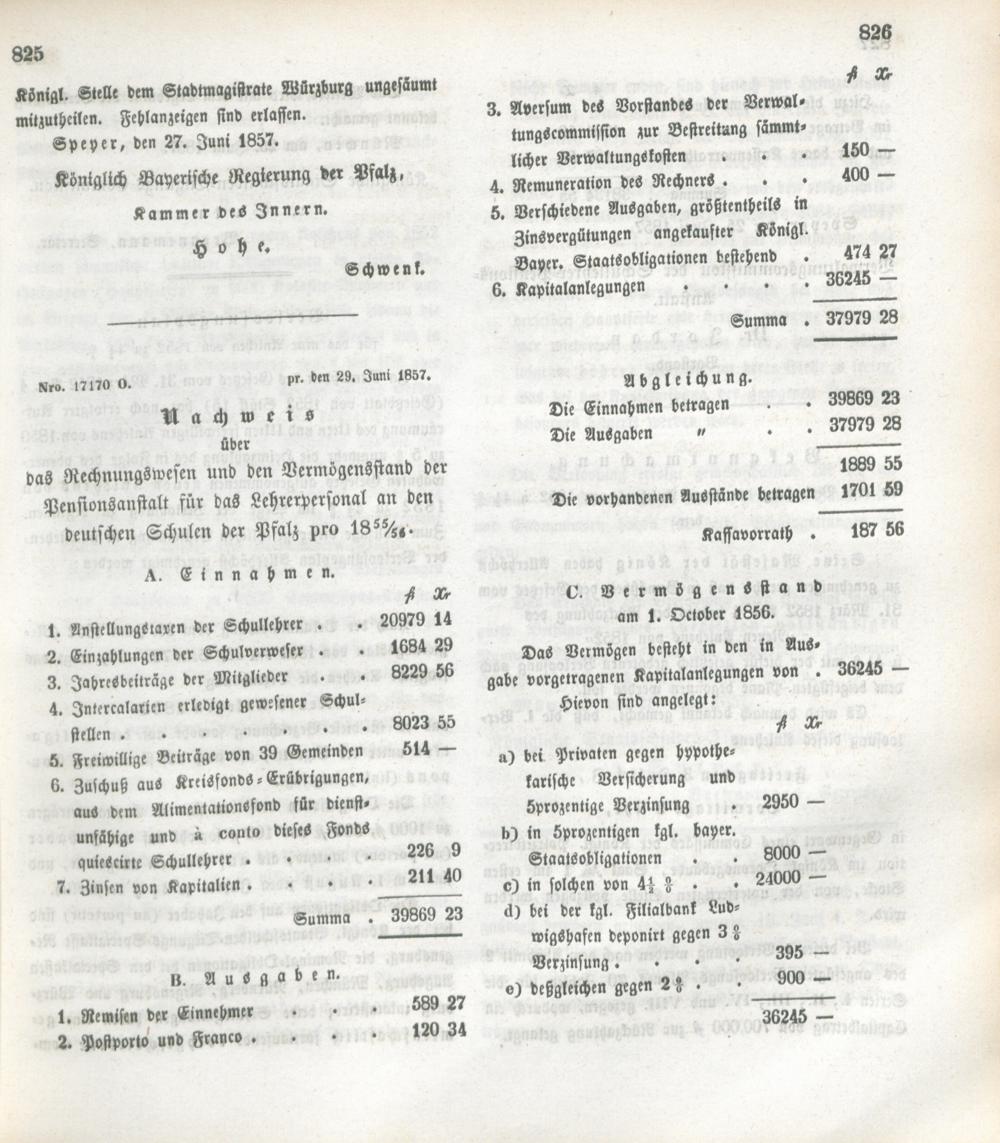 825
Königl. Stelle dem Stadtmagistrate Würzburg ungesäumt
mitzutheilen. Fehlanzeigen sind erlassen.
Speyer, den 27. Juni 1857.
Königlich Bayerische Regierung der Pfalz,
Kammer des Innern.
Hohe.
Schwenk.
Nro. 17170 O. pr. den 29. Juni 1857.
Nachweis
über
das Rechnungswesen und den Vermögensstand der
Pensionsanstalt für das Lehrerpersonal an den
deutschen Schulen der Pfalz pro 18 55/56.
A. Einnahmen.
fl Xr
1. Anstellungstaxen der Schullehrer . . 20979 14
2. Einzahlungen der Schulverweser . . 1684 29
3. Jahresbeiträge der Mitglieder . 8229 56
4. Intercalarien erledigt gewesener Schul-
stellen . . . . . 8023 55
5. Freiwillige Beiträge von 39 Gemeinden 514 —
6. Zuschuß aus Kreisfonds-Erübrigungen,
aus dem Alimentationsfond für dienst-
unfähige und à conto dieses Fonds
quiescirte Schullehrer . . . . 226 9
7. Zinsen von Kapitalien . . . . 211 40
Summa . 39869 23
B. Ausgaben.
1. Remisen der Einnehmer . . . 589 27
2. Postporto und Franco . . . . 120 34
826
fl Xr
3. Aversum des Vorstandes der Verwal-
tungscommission zur Bestreitung sämmt-
licher Verwaltungskosten . . . 150 —
4. Remuneration des Rechners . . . 400 —
5. Verschiedene Ausgaben, größtentheils in
Zinsvergütungen angekaufter Königl.
Bayer. Staatsobligationen bestehend . 474 27
6. Kapitalanlegungen . . . . 36245 —
Summa . 37979 28
Abgleichung.
Die Einnahmen betragen . . 39869 23
Die Ausgaben „ . . 37979 28
1889 55
Die vorhandenen Ausstände betragen 1701 59
Kassavorrath . 187 56
C. Vermögensstand
am 1. October 1856.
Das Vermögen besteht in den in Aus-
gabe vorgetragenen Kapitalanlegungen von . 36245 —
Hievon sind angelegt:
fl Xr
a) bei Privaten gegen hypothe-
karische Versicherung und
5prozentige Verzinsung . 2950 —
b) in 5prozentigen kgl. bayer.
Staatsobligationen . . 8000 —
c) in solchen von 4½ % . . 24000 —
d) bei der kgl. Filialbank Lud-
wigshafen deponirt gegen 3 %
Verzinsung . . . . 395 —
e) deßgleichen gegen 2 % . . 900 —
36245 —